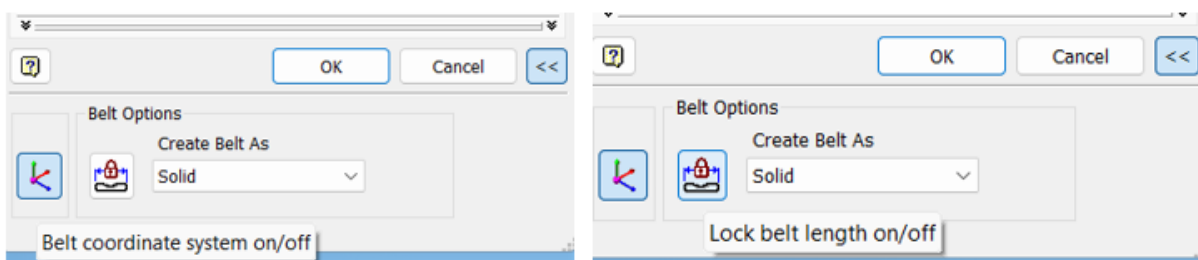 OK
Cancel
<<
Belt Options
Create Belt As
Solid
Belt coordinate system on/off
OK
Cancel
<<
Belt Options
Create Belt As
Solid
Lock belt length on/off